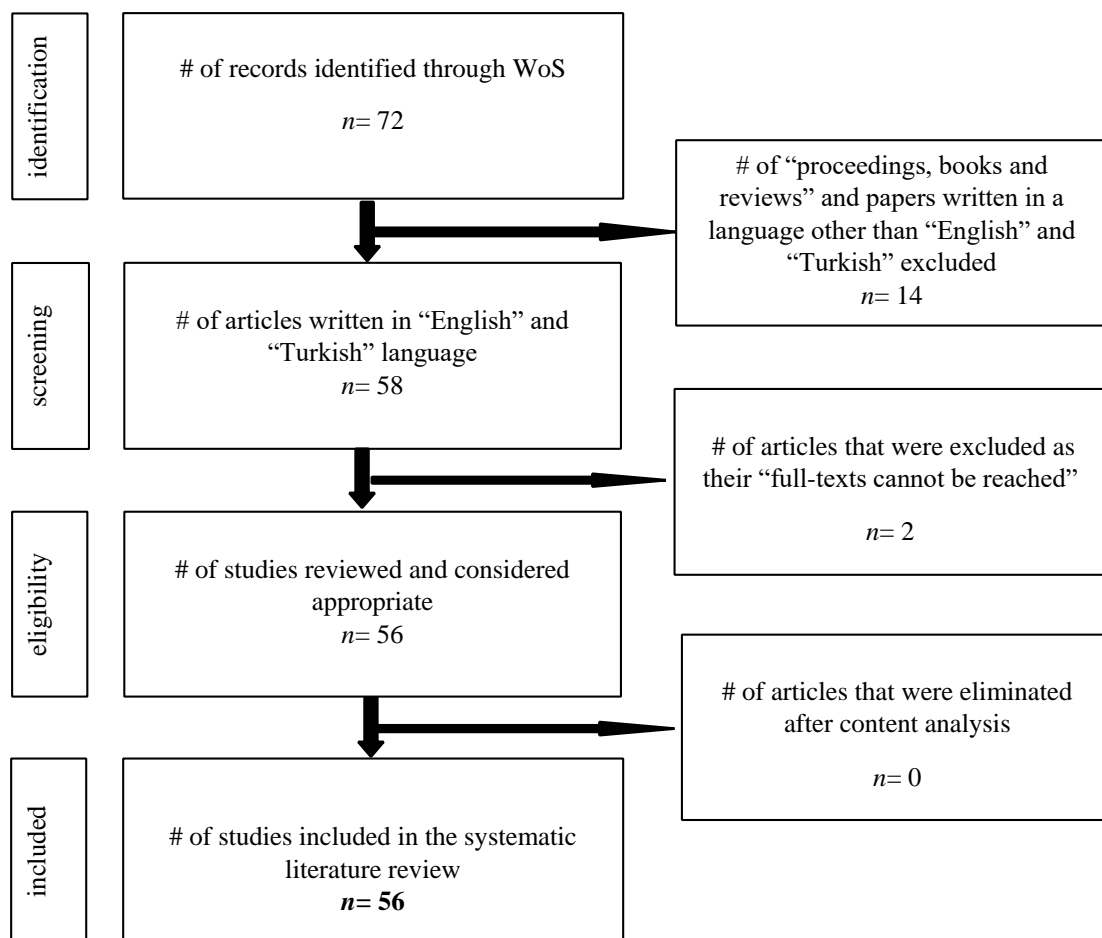 identification
# of records identified through WoS
n= 72
# of “proceedings, books and
reviews” and papers written in a
language other than “English” and
“Turkish” excluded
n= 14
screening
# of articles written in “English” and
“Turkish” language
n= 58
# of articles that were excluded as
their “full-texts cannot be reached”
n= 2
eligibility
# of studies reviewed and considered
appropriate
n= 56
# of articles that were eliminated
after content analysis
n= 0
included
# of studies included in the systematic
literature review
n= 56